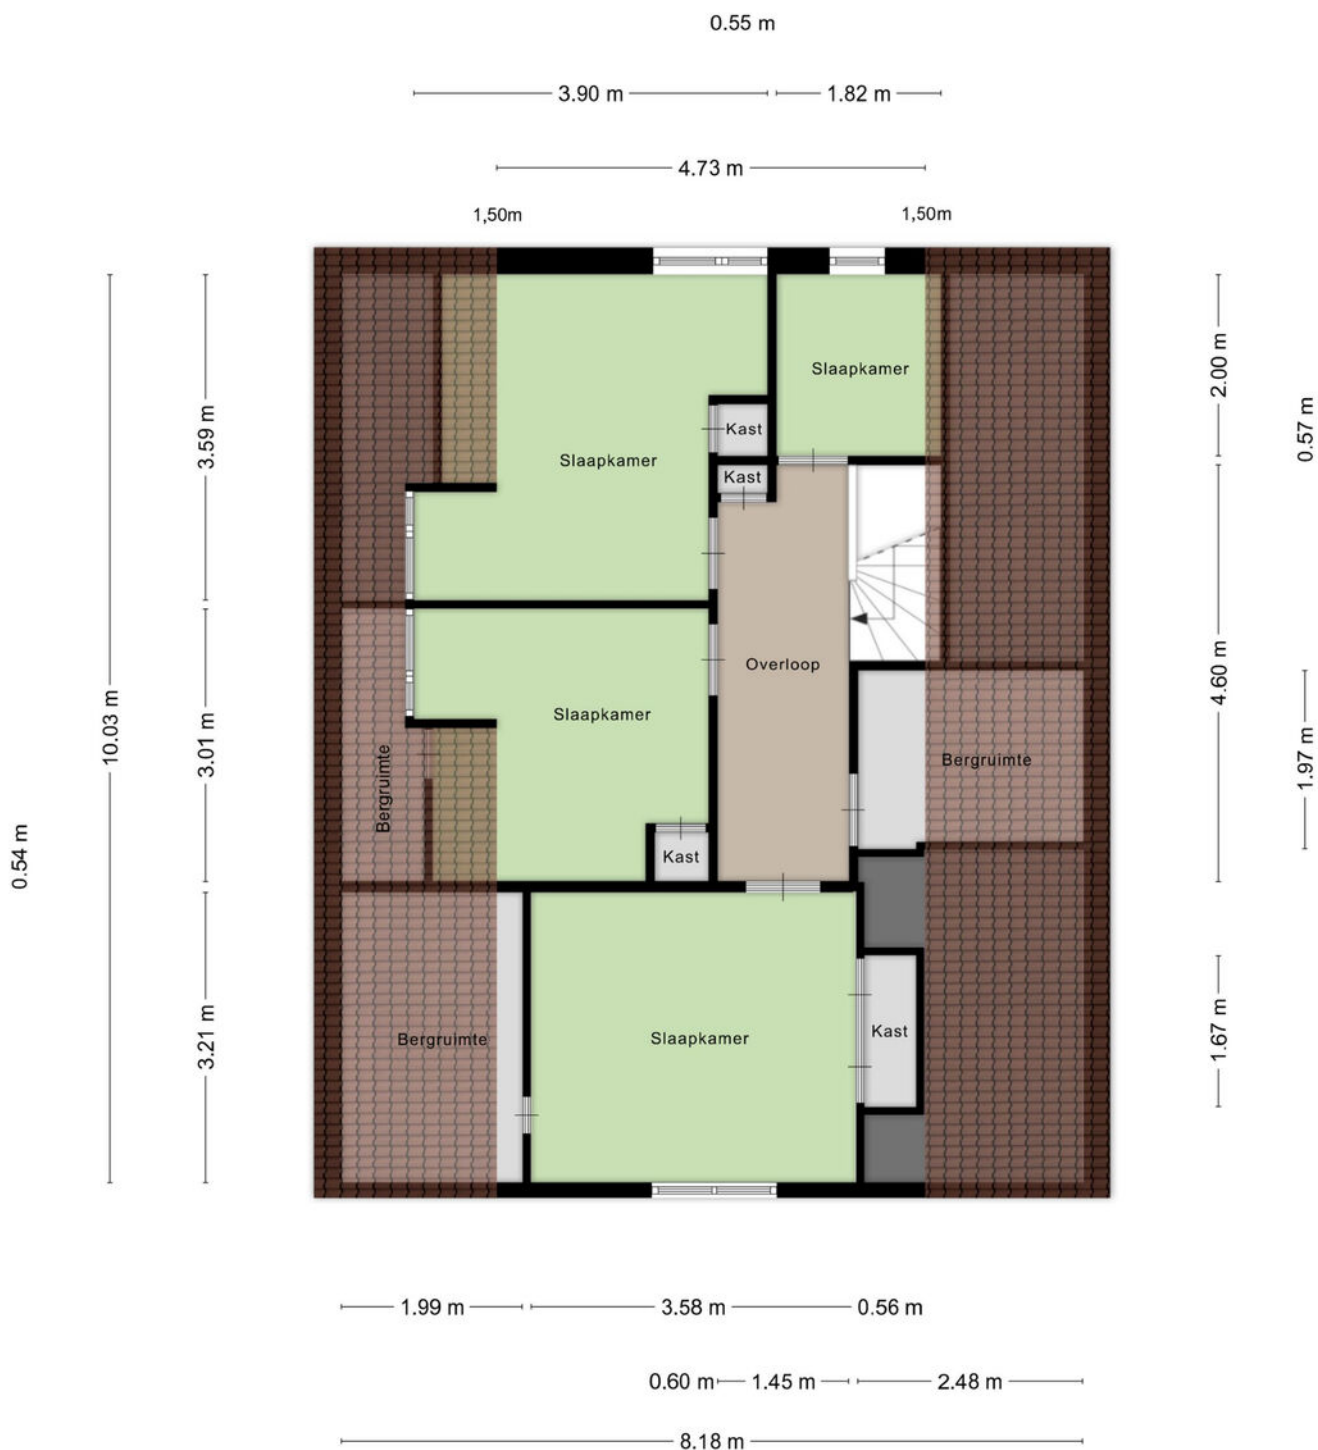 0.55 m
3.90 m
1.82 m
4.73 m
1,50m
1,50m
Slaapkamer
2.00 m
3.59 m
Kast
0.57 m
Slaapkamer
Kast
Overloop
4.60 m
10.03 m
3.01 m
Slaapkamer
Bergruimte
Bergruimte
1.97 m
0.54 m
Kast
3.21 m
Bergruimte
Slaapkamer
Kast
1.67 m
1.99 m
3.58 m
0.56 m
0.60 m
1.45 m
2.48 m
8.18 m